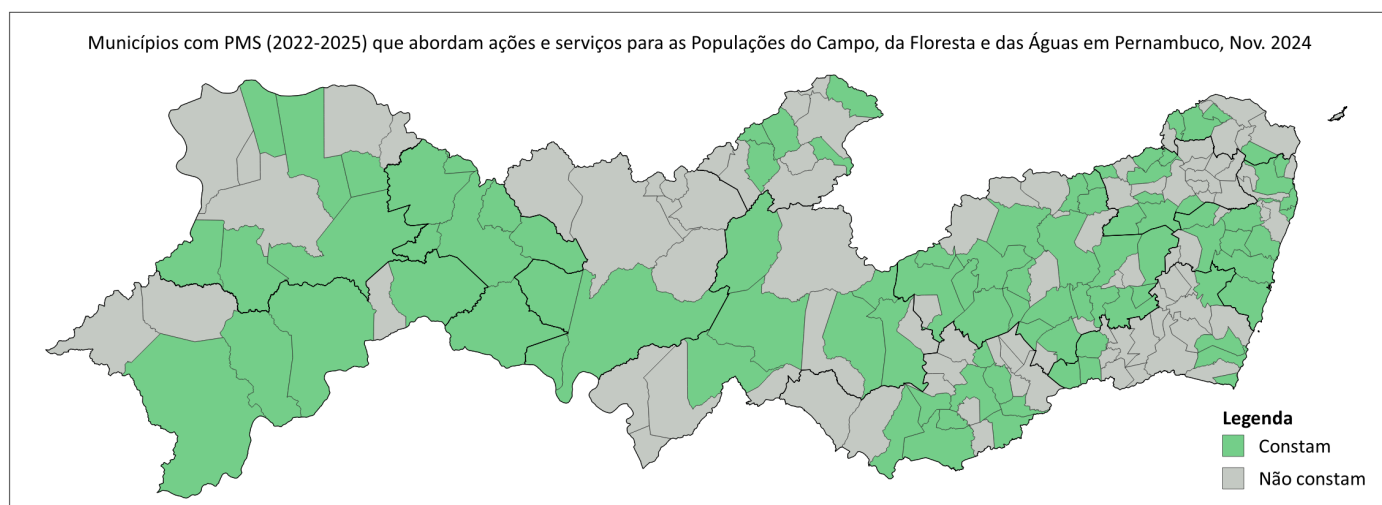 Municípios com PMS (2022-2025) que abordam ações e serviços para as Populações do Campo, da Floresta e das Águas em Pernambuco, Nov. 2024
Legenda
Constam
Não constam